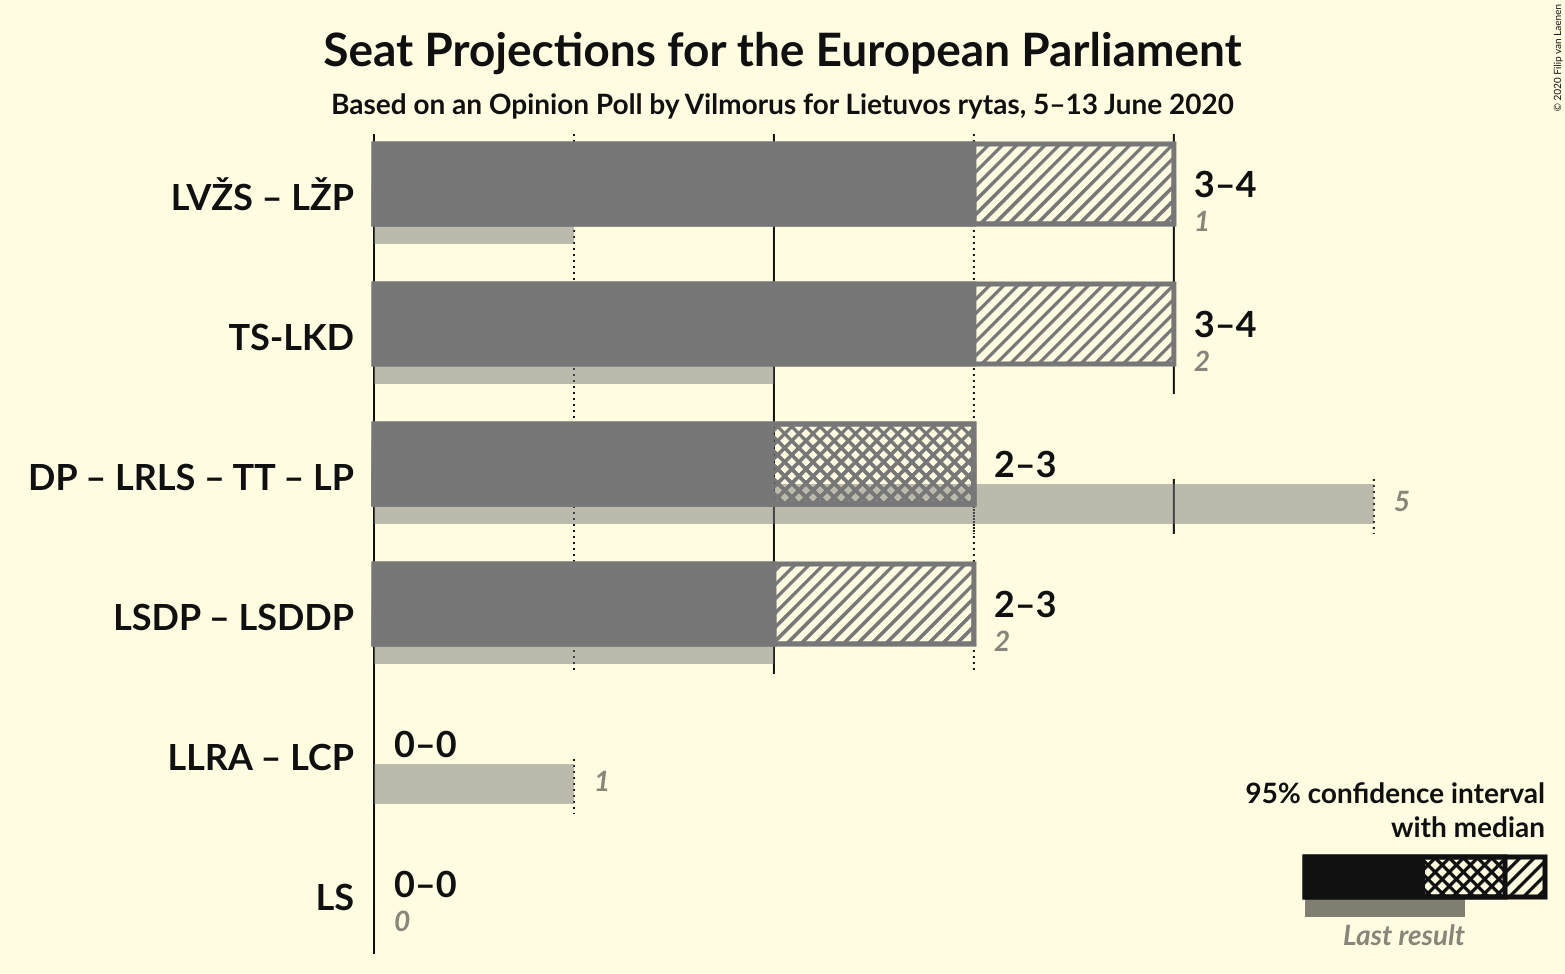 Seat Projections for the European Parliament
Based on an Opinion Poll by Vilmorus for Lietuvos rytas, 5–13 June 2020
© 2020 Filip van Laenen
LVŽS – LŽP
3–4
1
TS-LKD
3–4
2
DP – LRLS – TT – LP
2–3
5
LSDP – LSDDP
2–3
2
LLRA – LCP
0–0
1
LS
0–0
0
95% confidence interval
with median
Last result